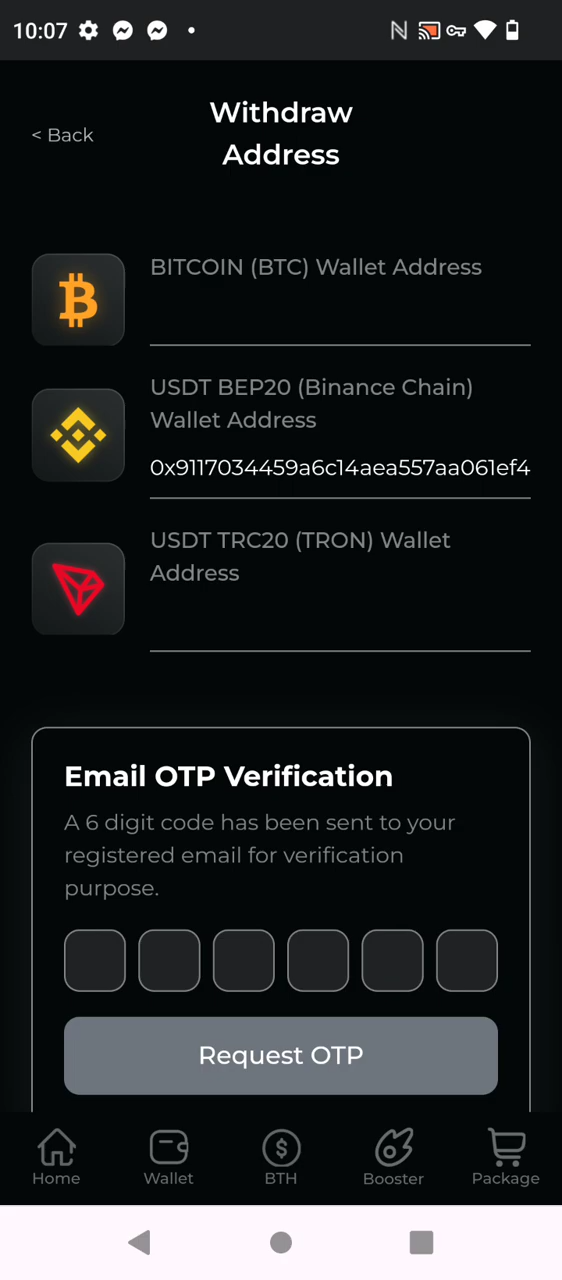 10:07
< Back
Withdraw
Address
BITCOIN (BTC) Wallet Address
USDT BEP20 (Binance Chain)
Wallet Address
0x9117034459a6c14aea557aa061ef4
USDT TRC20 (TRON) Wallet
Address
Email OTP Verification
A 6 digit code has been sent to your
registered email for verification
purpose.
Request OTP
Home
Wallet
BTH
Booster
Package